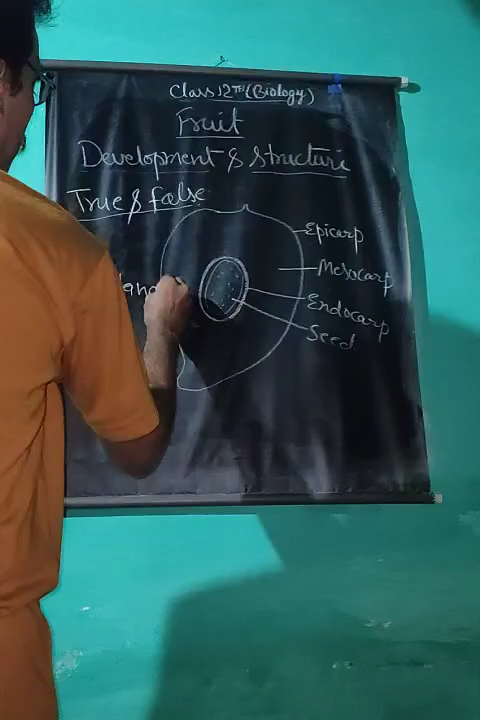 Class 12TH (Biology)
Fruit
Development & Structure
True & false
Epicarp
Mesocarp
Endocarp
Seed